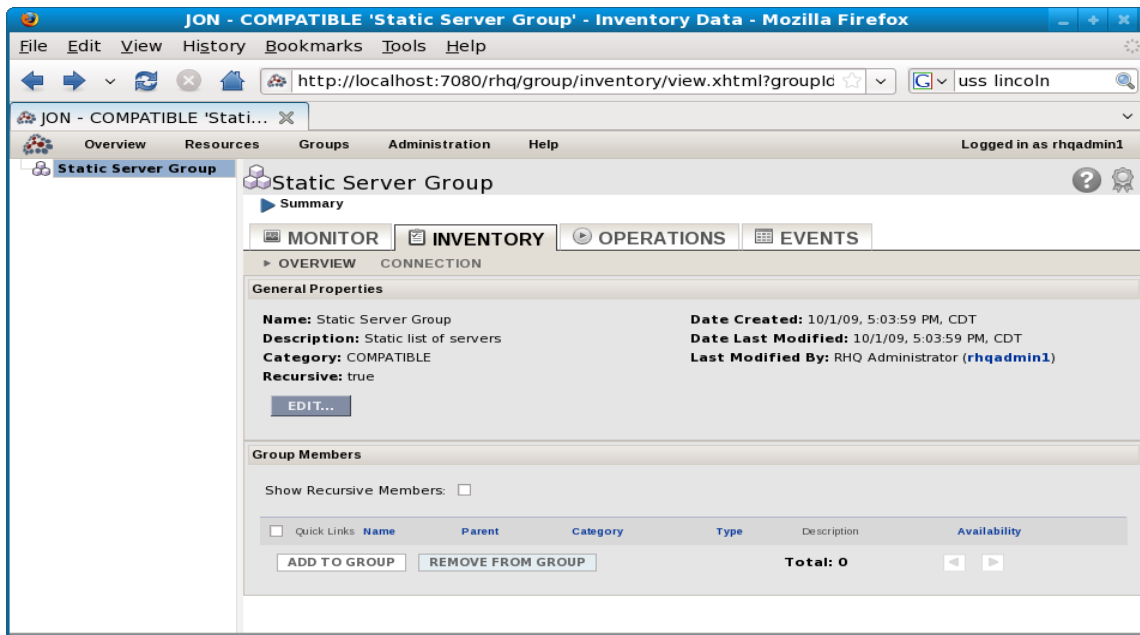 JON - COMPATIBLE 'Static Server Group' - Inventory Data - Mozilla Firefox
File Edit View History Bookmarks Tools Help
http://localhost:7080/rhq/group/inventory/view.xhtml?groupId
G uss lincoln
JON - COMPATIBLE 'Stati...
Overview Resources Groups Administration Help Logged in as rhqadmin1
Static Server Group
Static Server Group
?
Summary
MONITOR INVENTORY OPERATIONS EVENTS
OVERVIEW CONNECTION
General Properties
Name: Static Server Group Date Created: 10/1/09, 5:03:59 PM, CDT
Description: Static list of servers Date Last Modified: 10/1/09, 5:03:59 PM, CDT
Category: COMPATIBLE Last Modified By: RHQ Administrator (rhqadmin1)
Recursive: true
EDIT...
Group Members
Show Recursive Members:
Quick Links Name Parent Category Type Description Availability
ADD TO GROUP REMOVE FROM GROUP Total: 0